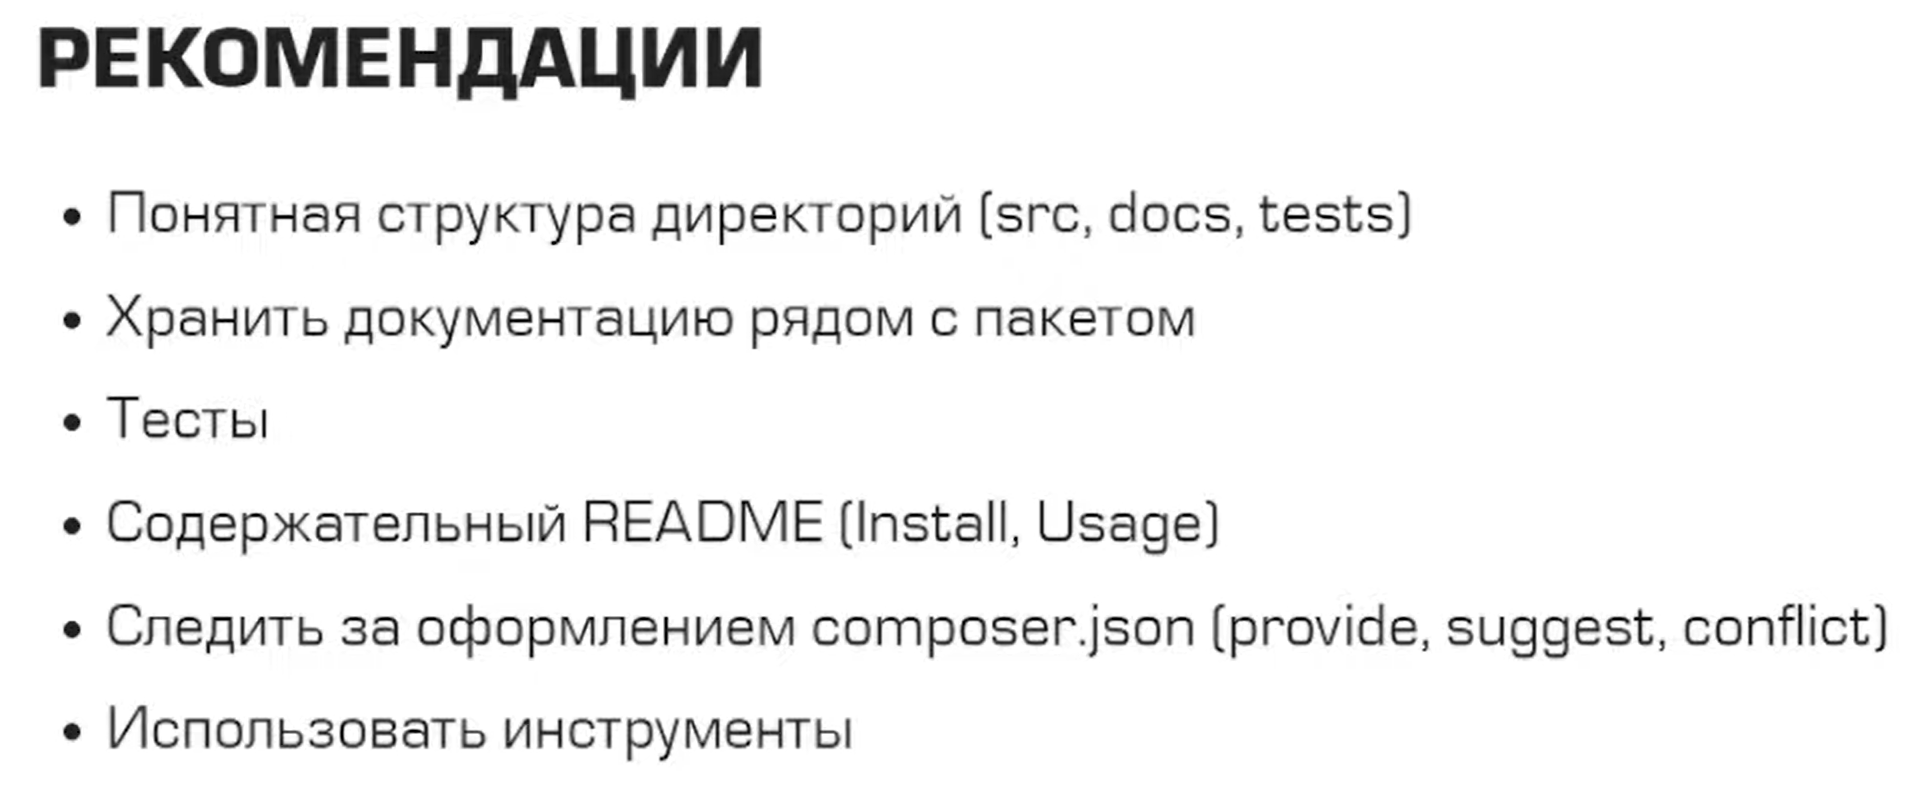 РЕКОМЕНДАЦИИ
• Понятная структура директорий (src, docs, tests)
• Хранить документацию рядом с пакетом
• Тесты
• Содержательный README (Install, Usage)
• Следить за оформлением composer.json (provide, suggest, conflict)
• Использовать инструменты